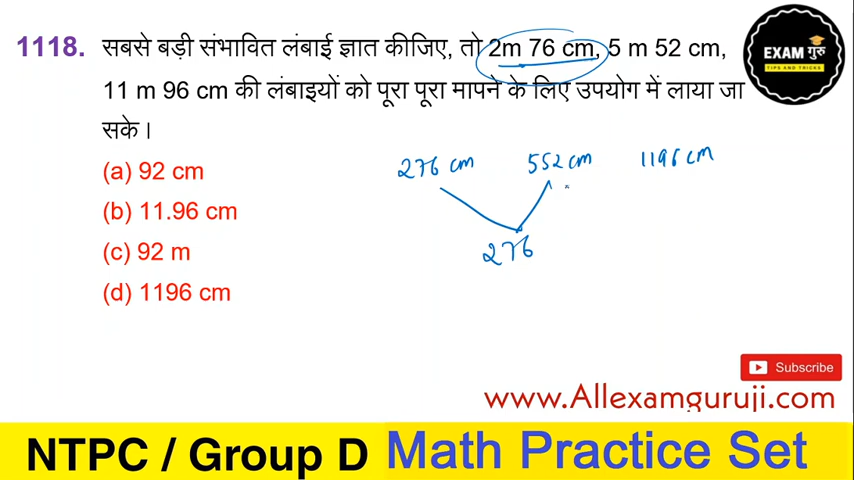 1118. सबसे बड़ी संभावित लंबाई ज्ञात कीजिए, तो 2m 76 cm, 5 m 52 cm,
11 m 96 cm की लंबाइयों को पूरा पूरा मापने के लिए उपयोग में लाया जा
सके।
EXAM गुरु
TIPS AND TRICKS
276 cm 552 cm 1196 cm
(a) 92 cm
(b) 11.96 cm
276
(c) 92 m
(d) 1196 cm
Subscribe
www.Allexamguruji.com
NTPC / Group D Math Practice Set